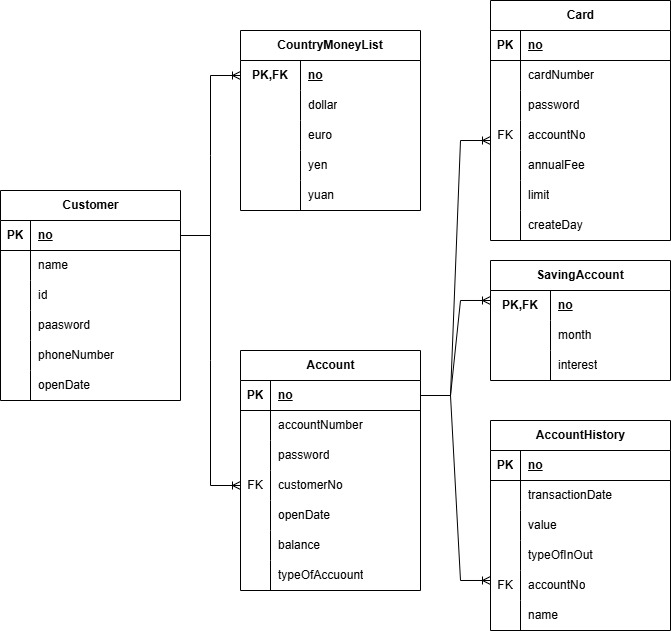 Customer
PK no
name
id
paasword
phoneNumber
openDate
CountryMoneyList
PK,FK no
dollar
euro
yen
yuan
Account
PK no
accountNumber
password
FK customerNo
openDate
balance
typeOfAccuount
Card
PK no
cardNumber
password
FK accountNo
annualFee
limit
createDay
SavingAccount
PK,FK no
month
interest
AccountHistory
PK no
transactionDate
value
typeOfInOut
FK accountNo
name